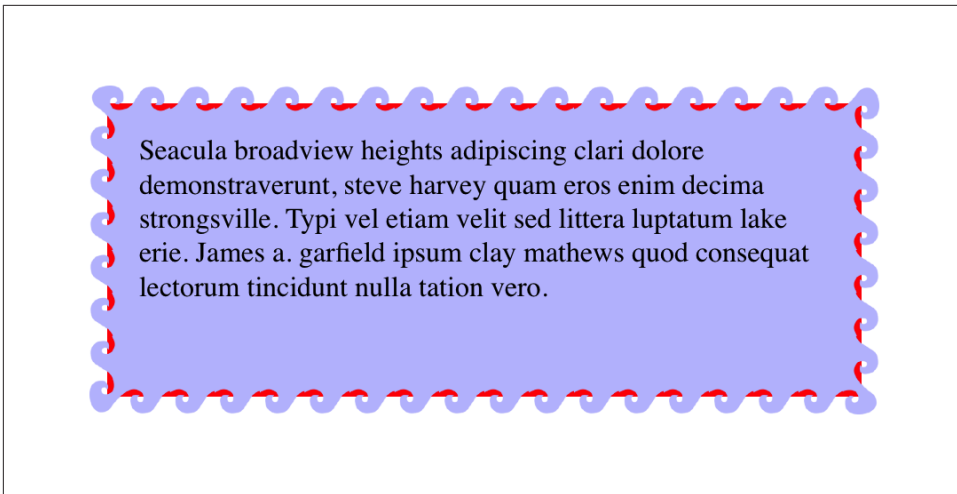 Seacula broadview heights adipiscing clari dolore
demonstraverunt, steve harvey quam eros enim decima
strongsville. Typi vel etiam velit sed littera luptatum lake
erie. James a. garfield ipsum clay mathews quod consequat
lectorum tincidunt nulla tation vero.